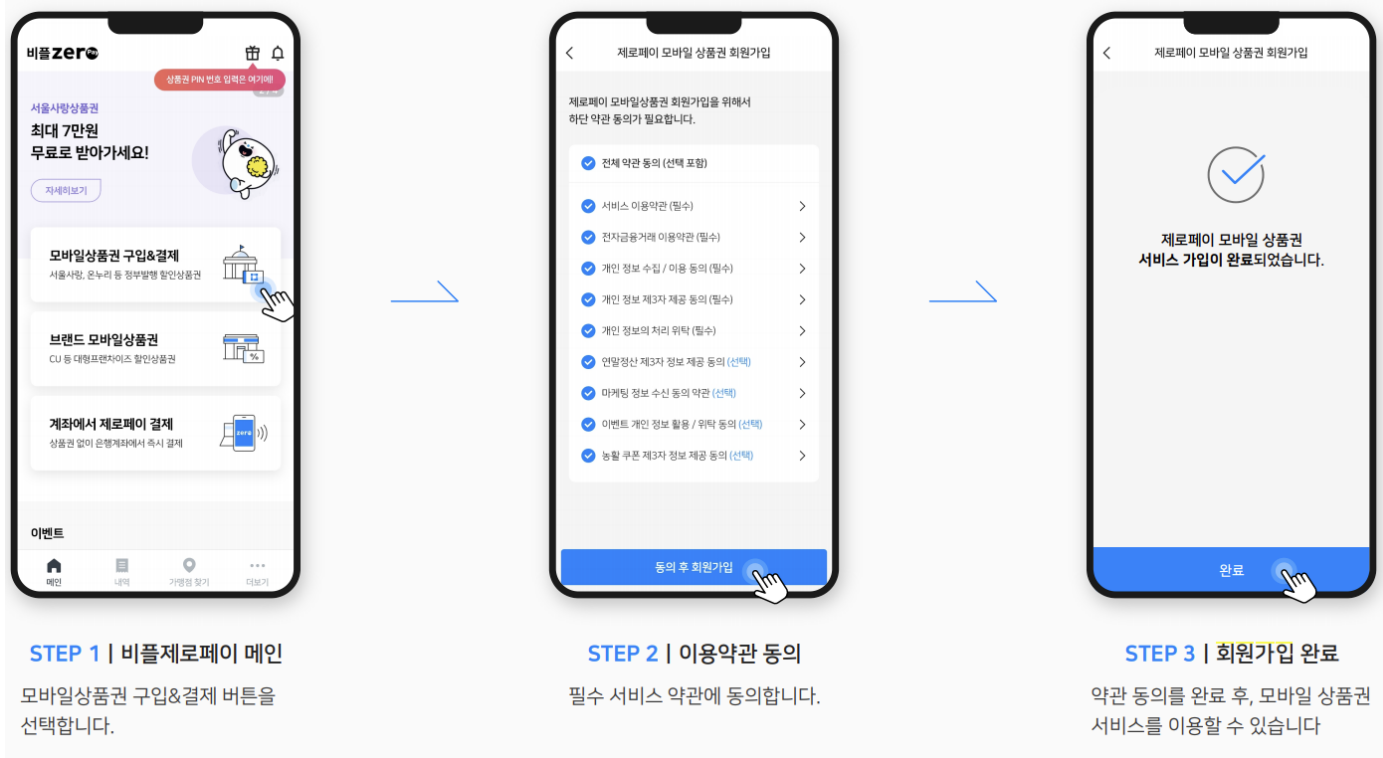 비플zero Pay
상품권 PIN 번호 입력은 여기에!
서울사랑상품권
최대 7만원
무료로 받아가세요!
자세히보기
모바일상품권 구입&결제
서울사랑, 온누리 등 정부발행 할인상품권
브랜드 모바일상품권
CU 등 대형프랜차이즈 할인상품권
%
계좌에서 제로페이 결제
상품권 없이 은행계좌에서 즉시 결제
zero
이벤트
메인
내역
가맹점 찾기
더보기
STEP 1 | 비플제로페이 메인
모바일상품권 구입&결제 버튼을
선택합니다.
제로페이 모바일 상품권 회원가입
제로페이 모바일상품권 회원가입을 위해서
하단 약관 동의가 필요합니다.
전체 약관 동의 (선택 포함)
서비스 이용약관 (필수)
전자금융거래 이용약관 (필수)
개인 정보 수집 / 이용 동의 (필수)
개인 정보 제3자 제공 동의 (필수)
개인 정보의 처리 위탁 (필수)
연말정산 제3자 정보 제공 동의 (선택)
마케팅 정보 수신 동의 약관 (선택)
이벤트 개인 정보 활용 / 위탁 동의 (선택)
농활 쿠폰 제3자 정보 제공 동의 (선택)
동의 후 회원가입
STEP 2 | 이용약관 동의
필수 서비스 약관에 동의합니다.
제로페이 모바일 상품권 회원가입
제로페이 모바일 상품권
서비스 가입이 완료되었습니다.
완료
STEP 3 | 회원가입 완료
약관 동의를 완료 후, 모바일 상품권
서비스를 이용할 수 있습니다